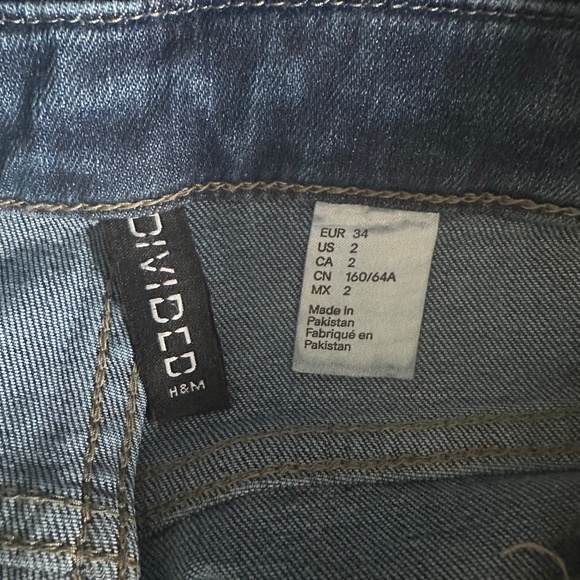 DIVIDED
H&M
EUR 34
US 2
CA 2
CN 160/64A
MX 2
Made in
Pakistan
Fabriqué en
Pakistan